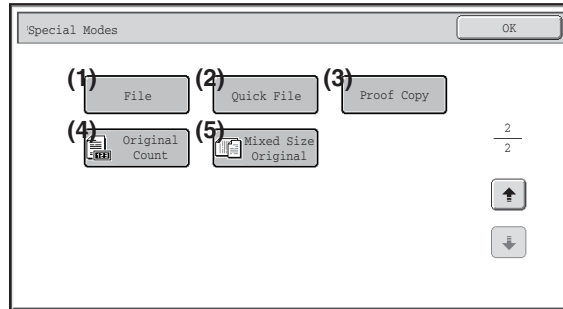 Special Modes
OK
(1)
File
(2)
Quick File
(3)
Proof Copy
(4)
Original
Count
(5)
Mixed Size
Original
2
2